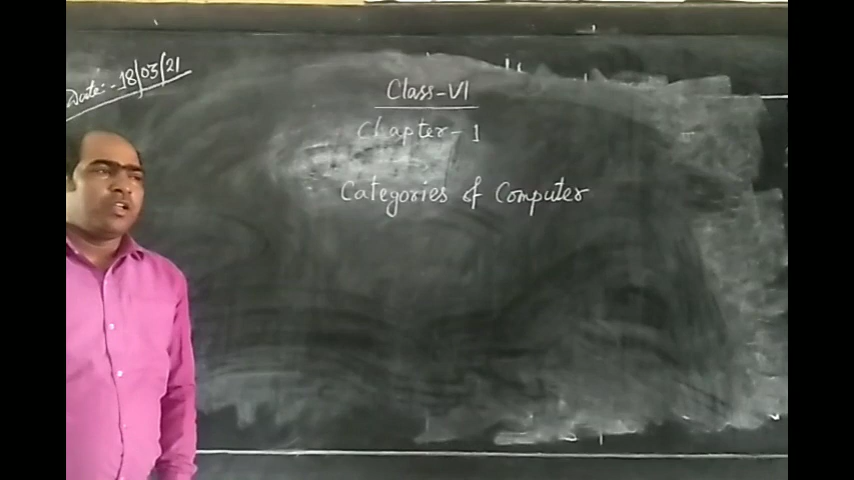 Date:- 18/03/21
Class-VI
Chapter-1
Categories of Computer